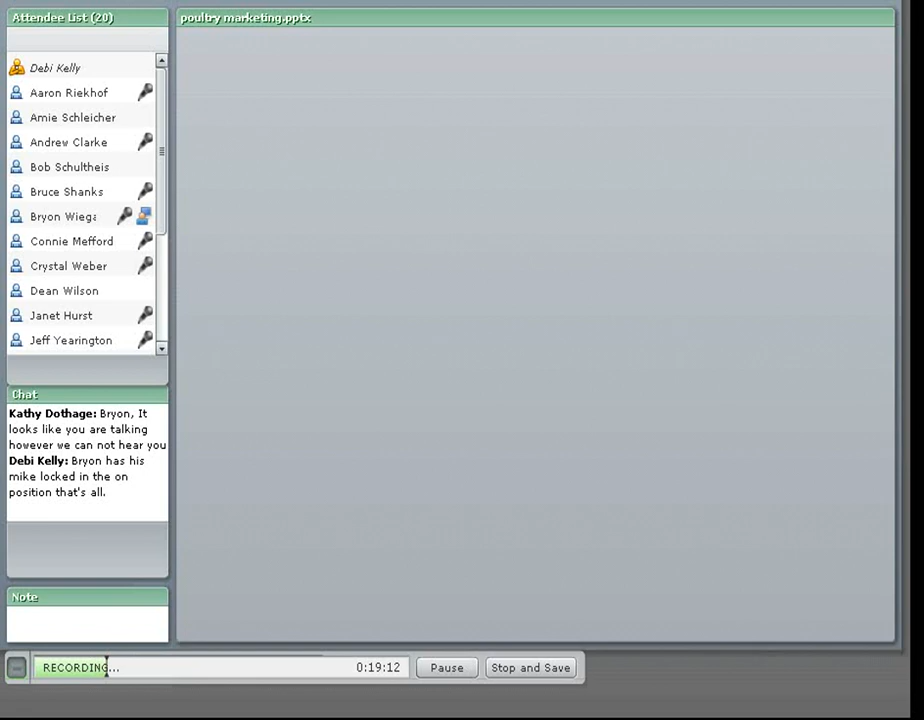 Attendee List (20)
Debi Kelly
Aaron Riekhof
Amie Schleicher
Andrew Clarke
Bob Schultheis
Bruce Shanks
Bryon Wiega
Connie Mefford
Crystal Weber
Dean Wilson
Janet Hurst
Jeff Yearington
Chat
Kathy Dothage: Bryon, It
looks like you are talking
however we can not hear you
Debi Kelly: Bryon has his
mike locked in the on
position that's all.
Note
poultry marketing.pptx
RECORDING... 0:19:12 Pause Stop and Save